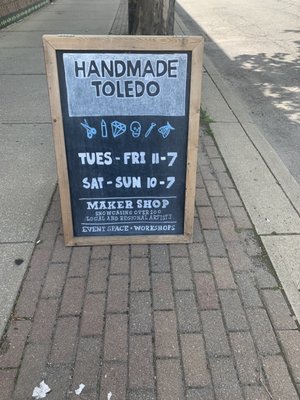 HANDMADE
TOLEDO
TUES - FRI 11-7
SAT - SUN 10-7
MAKER SHOP
SHOWCASING OVER 200
LOCAL AND REGIONAL ARTISTS
EVENT SPACE • WORKSHOPS